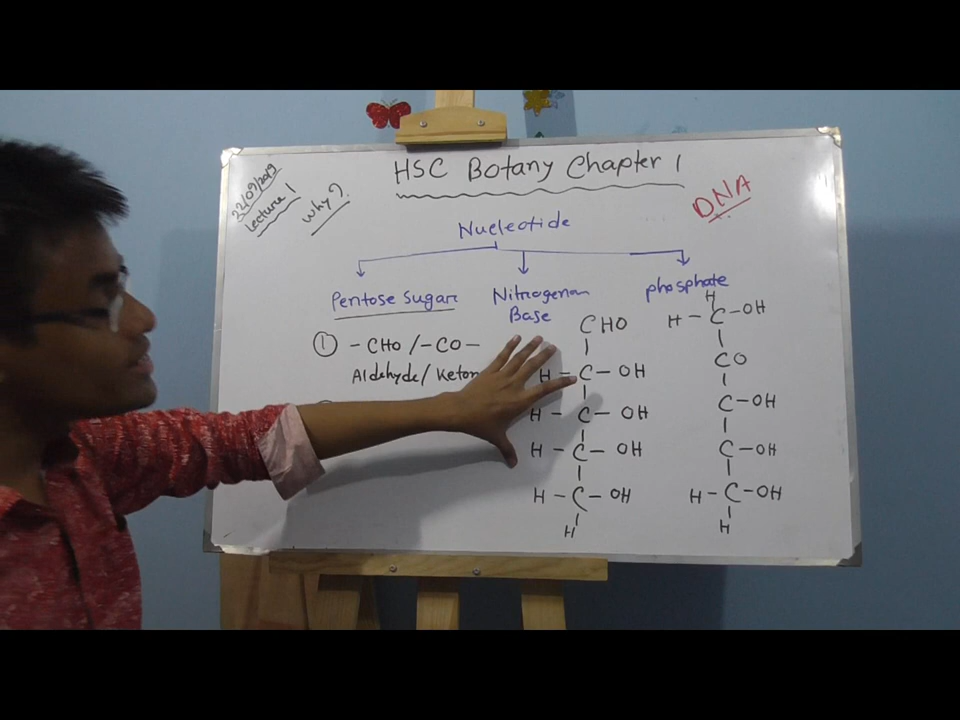 HSC Botany Chapter 1
22/09/2019
Lecture 1
Why?
DNA
Nucleotide
Pentose Sugar
Nitrogenous Base
phosphate
① – CHO / – CO –
Aldehyde /
CHO
H – C – OH
H – C – OH
H – C – OH
H – C – OH
H
H
H – C – OH
CO
C – OH
C – OH
H – C – OH
H